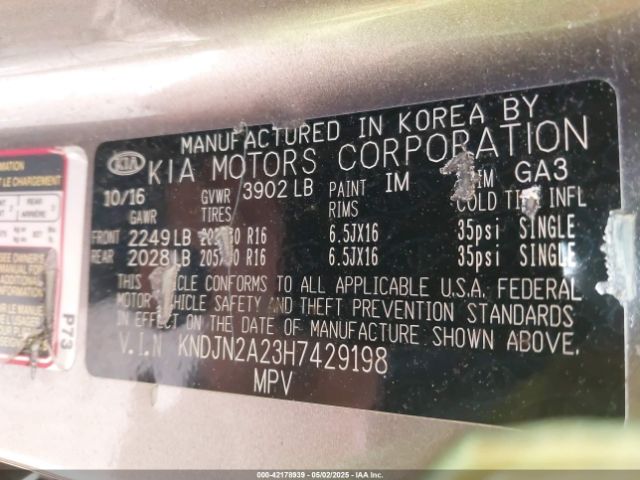 MANUFACTURED IN KOREA BY
KIA KIA MOTORS CORPORATION
10/16 GVWR 3902 LB PAINT IM GA3
GAWR TIRES RIMS COLD INFL
FRONT 2249 LB R16 6.5JX16 35psi SINGLE
REAR 2028 LB R16 6.5JX16 35psi SINGLE
THIS VEHICLE CONFORMS TO ALL APPLICABLE U.S.A. FEDERAL
MOTOR VEHICLE SAFETY AND THEFT PREVENTION STANDARDS
IN EFFECT ON THE DATE OF MANUFACTURE SHOWN ABOVE.
V.I.N KNDJN2A23H7429198
MPV
P73
000-42178939 - 05/02/2025 - IAA Inc.